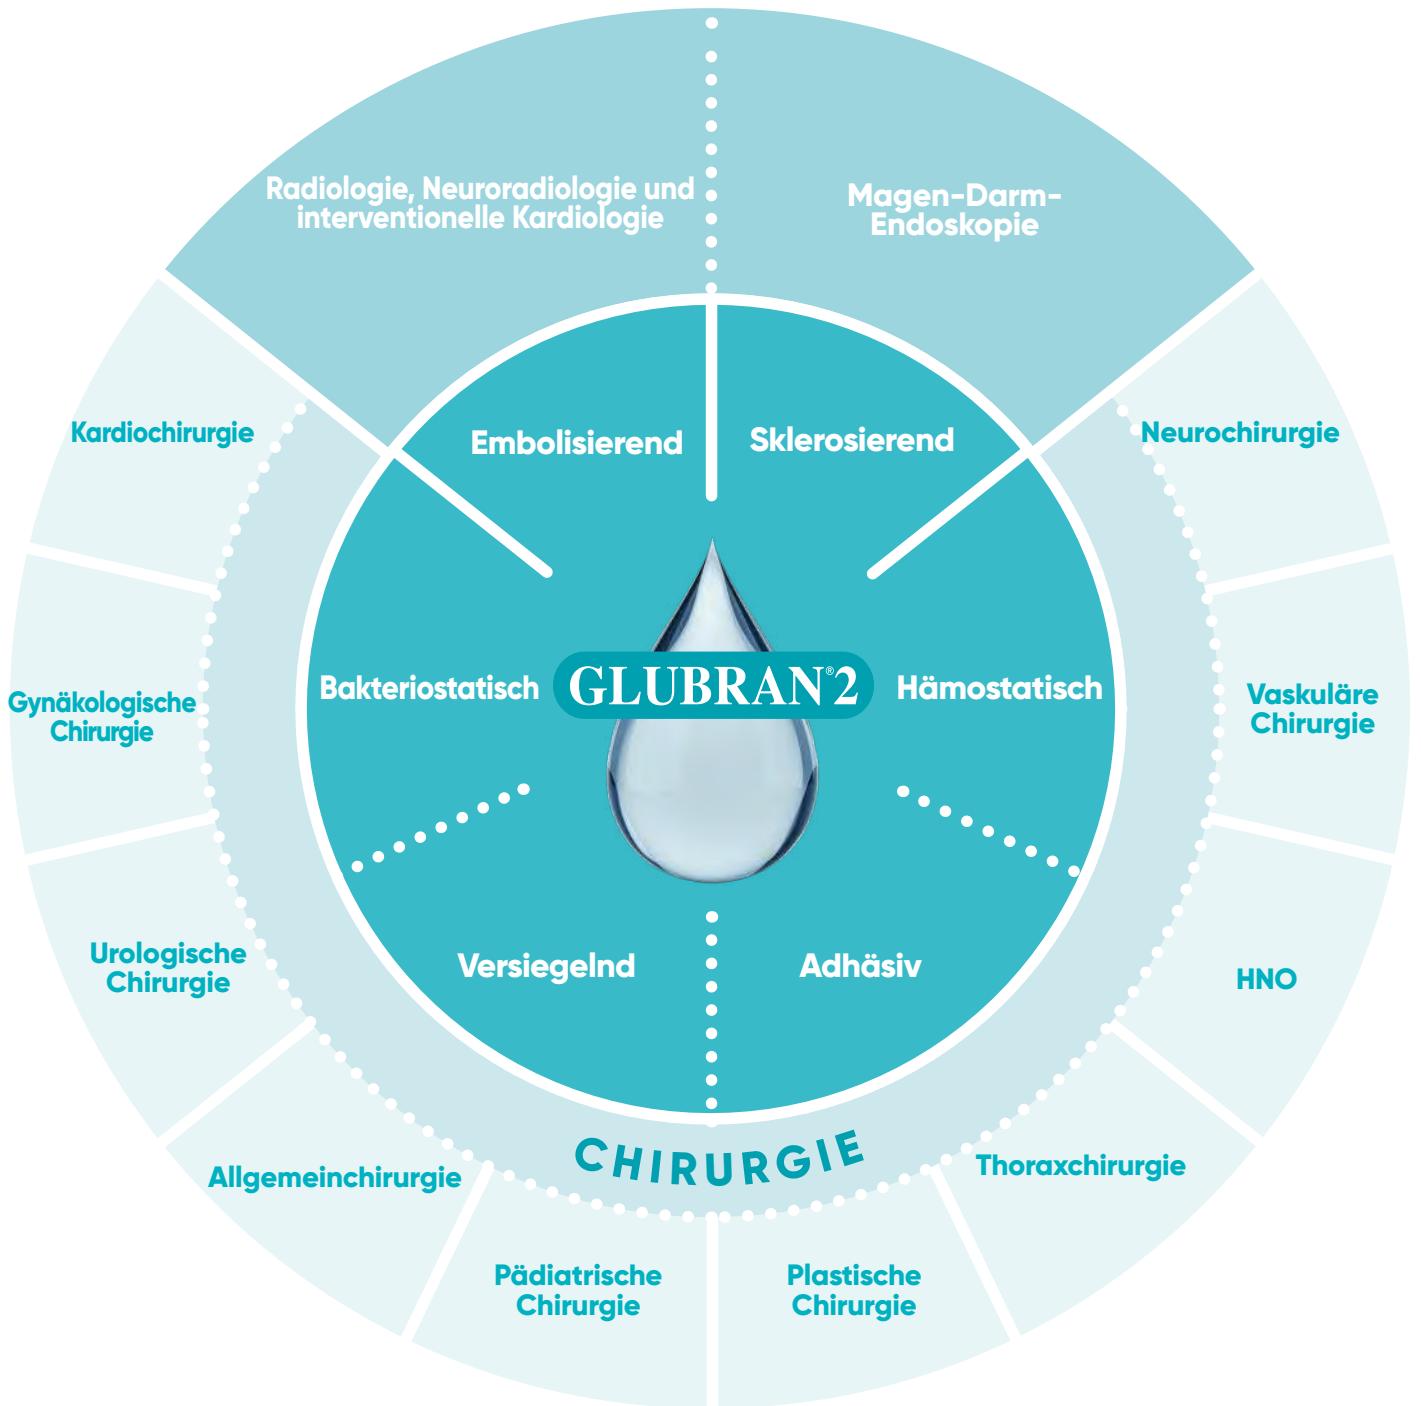 Radiologie, Neuroradiologie und
interventionelle Kardiologie
Magen-Darm-
Endoskopie
Embolisierend
Sklerosierend
Kardiochirurgie
Neurochirurgie
Bakteriostatisch
GLUBRAN®2
Hämostatisch
Gynäkologische
Chirurgie
Vaskuläre
Chirurgie
Versiegelnd
Adhäsiv
Urologische
Chirurgie
HNO
CHIRURGIE
Allgemeinchirurgie
Thoraxchirurgie
Pädiatrische
Chirurgie
Plastische
Chirurgie